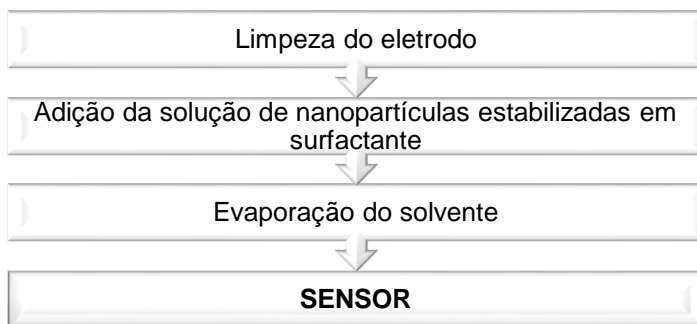 Limpeza do eletrodo
Adição da solução de nanopartículas estabilizadas em
surfactante
Evaporação do solvente
SENSOR